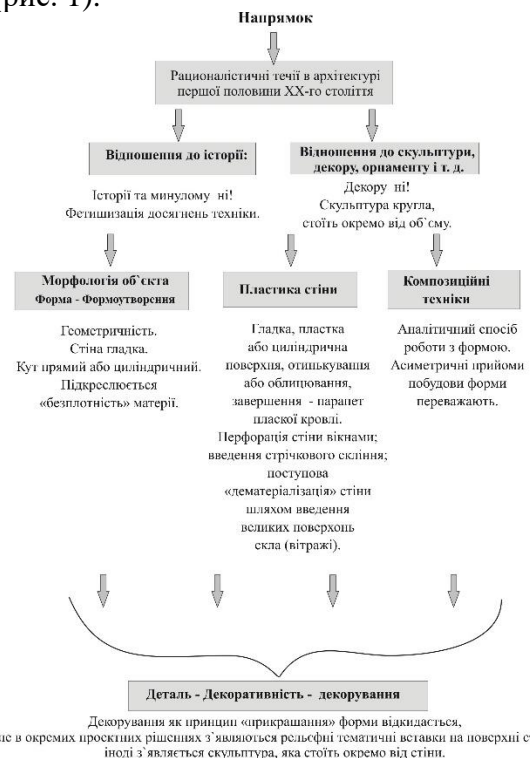 (рис. 1).
Напрямок
Рационалістичні течії в архітектурі
першої половини ХХ-го століття
Відношення до історії:
Історії та минулому ні!
Фетишизація досягнень техніки.
Відношення до скульптури,
декору, орнаменту і т. д.
Декору ні!
Скульптура кругла,
стоїть окремо від об`єму.
Морфологія об`єкта
Форма - Формоутворення
Геометричність.
Стіна гладка.
Кут прямий або циліндричний.
Підкреслюється
«безплотність» матерії.
Пластика стіни
Гладка, пластка
або циліндрична
поверхня, отинькування
або облицювання,
завершення - парапет
пласкої кровлі.
Перфорація стіни вікнами;
введення стрічкового скління;
поступова
«дематеріалізація» стіни
шляхом введення
великих поверхонь
скла (вітражі).
Композиційні
техніки
Аналітичний спосіб
роботи з формою.
Асиметричні прийоми
побудови форми
переважають.
Деталь - Декоративність - декорування
Декорування як принцип «прикрашання» форми відкидається,
в окремих проектних рішеннях з`являються рельєфні тематичні вставки на поверхні
іноді з`являється скульптура, яка стоїть окремо від стіни.